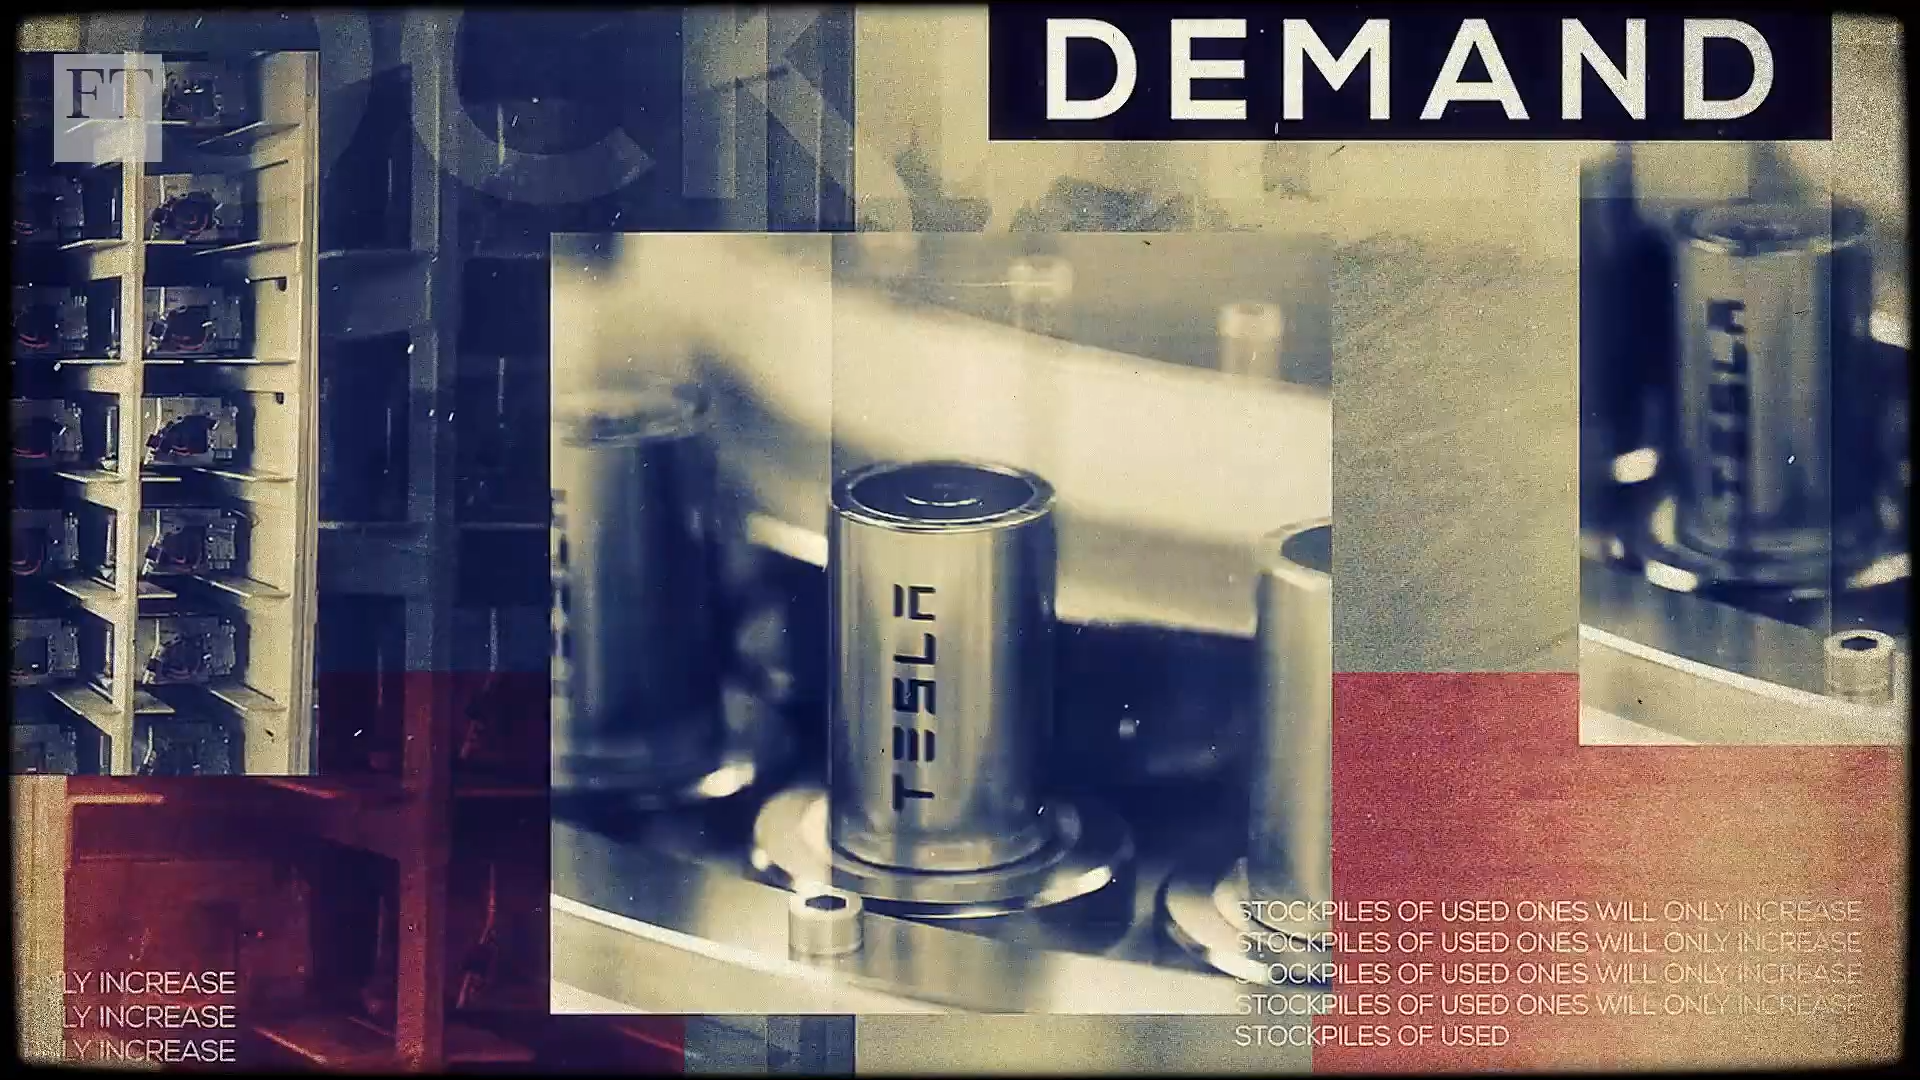 FT
DEMAND
OCK
TESLA
TESLA
STOCKPILES OF USED ONES WILL ONLY INCREASE
STOCKPILES OF USED ONES WILL ONLY INCREASE
STOCKPILES OF USED ONES WILL ONLY INCREASE
STOCKPILES OF USED ONES WILL ONLY INCREASE
STOCKPILES OF USED
LY INCREASE
LY INCREASE
LY INCREASE